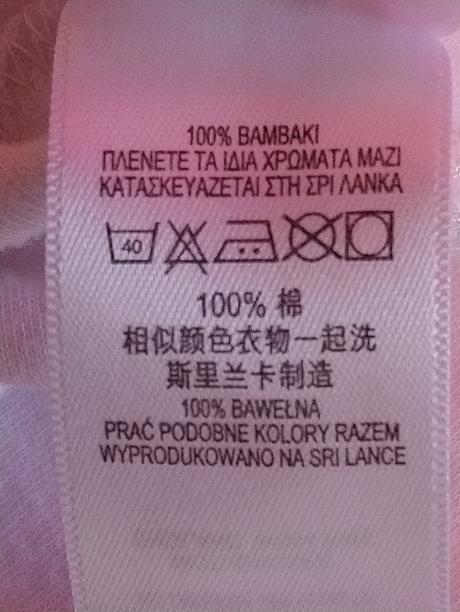 100% ΒΑΜΒΑΚΙ
ΠΛΕΝΕΤΕ ΤΑ ΙΔΙΑ ΧΡΩΜΑΤΑ ΜΑΖΙ
ΚΑΤΑΣΚΕΥΑΖΕΤΑΙ ΣΤΗ ΣΡΙ ΛΑΝΚΑ
40
100% 棉
相似颜色衣物一起洗
斯里兰卡制造
100% BAWEŁNA
PRAĆ PODOBNE KOLORY RAZEM
WYPRODUKOWANO NA SRI LANCE